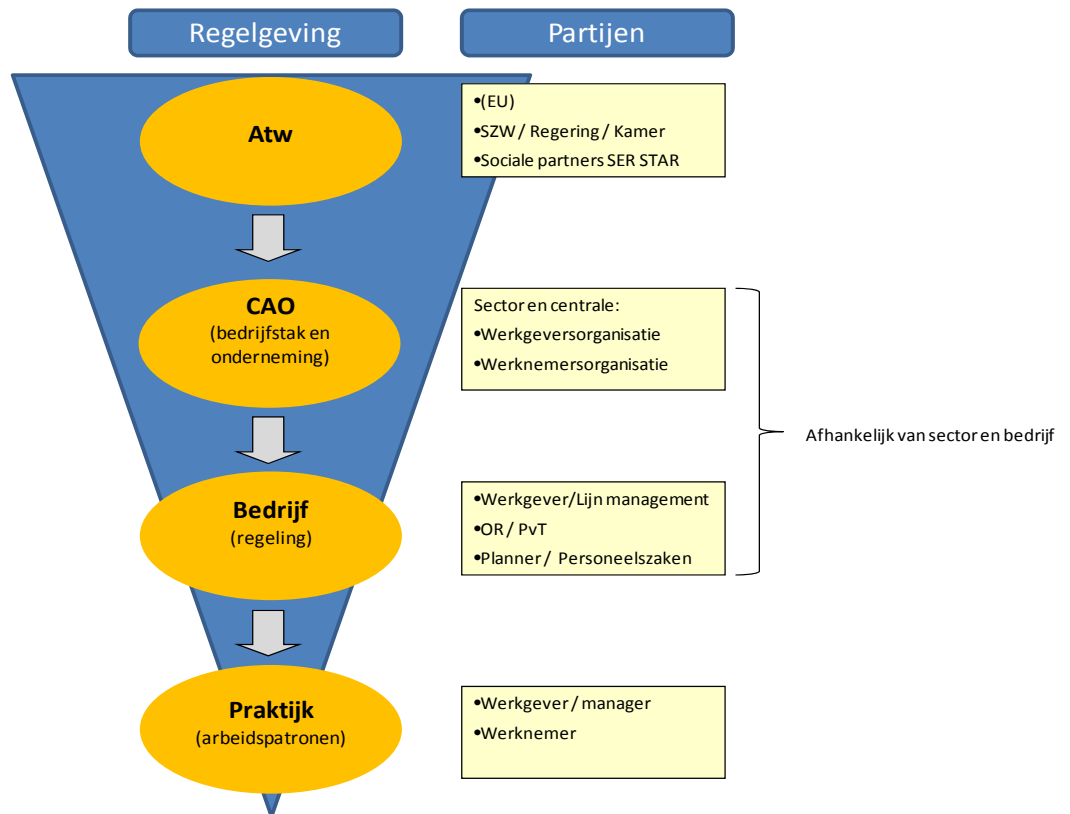 Regelgeving
Partijen
Atw
•(EU)
•SZW / Regering / Kamer
•Sociale partners SER STAR
CAO
(bedrijfstak en
onderneming)
Sector en centrale:
•Werkgeversorganisatie
•Werknemersorganisatie
Afhankelijk van sector en bedrijf
Bedrijf
(regeling)
•Werkgever/Lijn management
•OR / PvT
•Planner / Personeelszaken
Praktijk
(arbeidspatronen)
•Werkgever / manager
•Werknemer